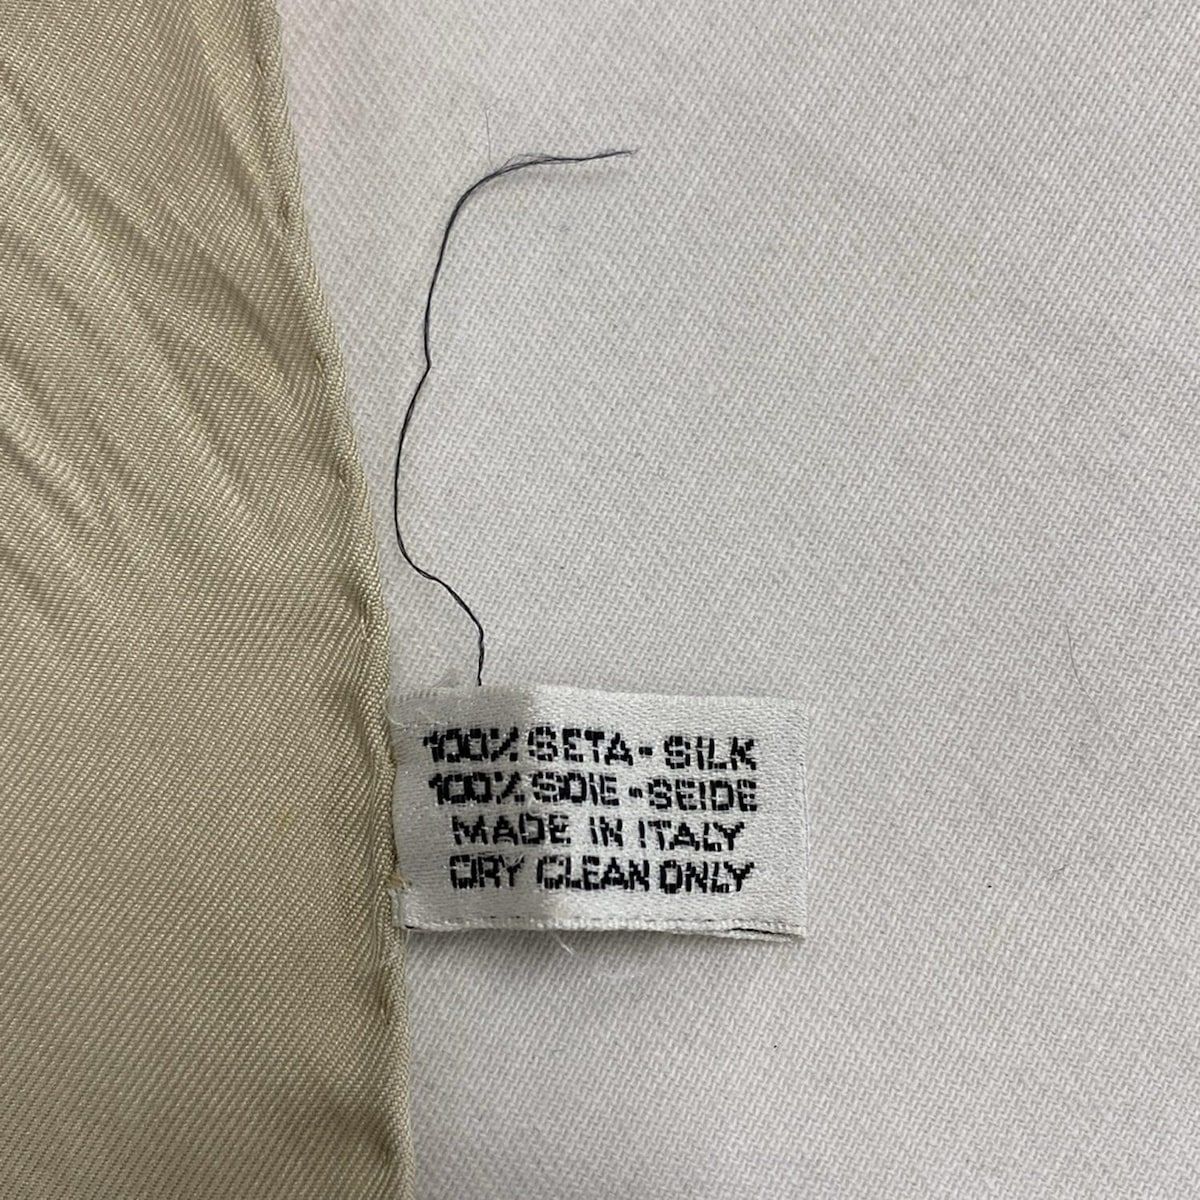 100% SETA - SILK
100% SOIE - SEIDE
MADE IN ITALY
DRY CLEAN ONLY